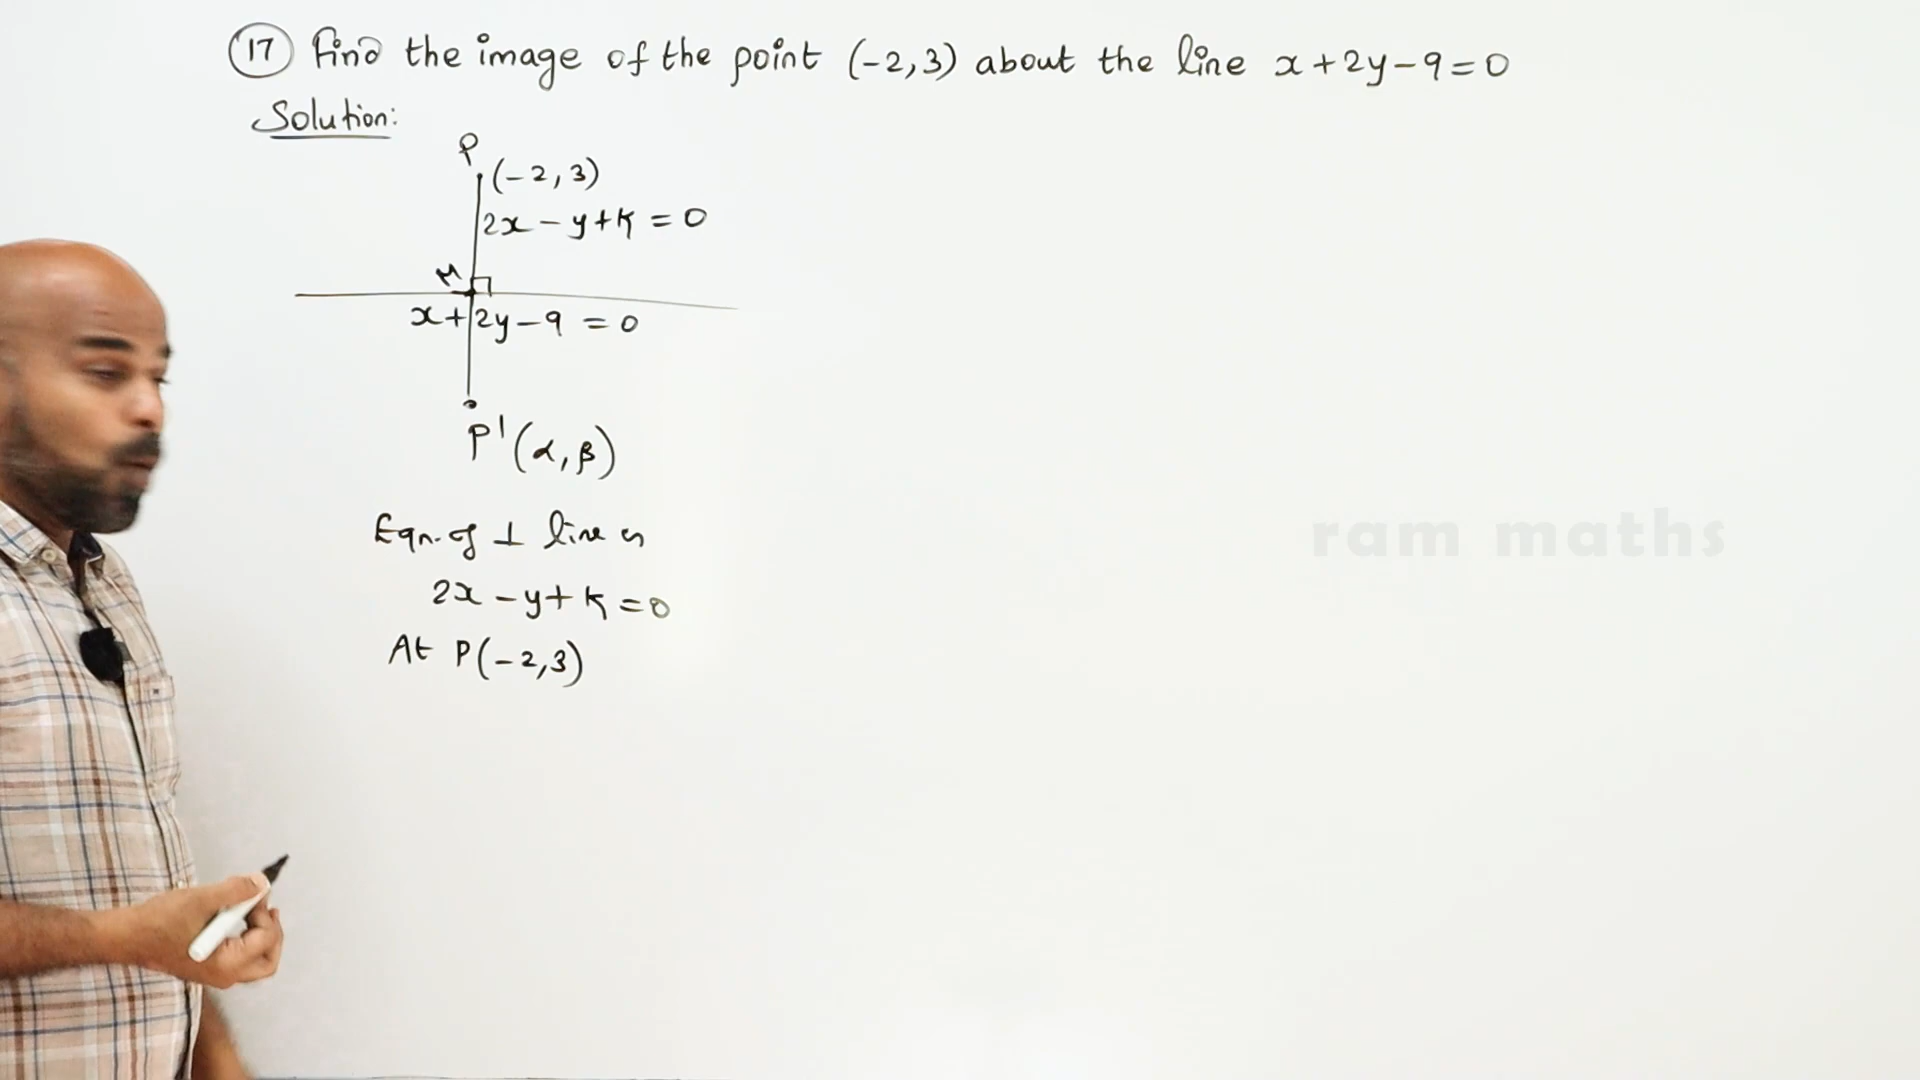 17 Find the image of the point (-2,3) about the line x+2y-9=0
Solution:
P
(-2,3)
2x-y+k=0
M
x+2y-9=0
P'(α,β)
Eqn. of ⊥ line is
2x-y+k=0
At P(-2,3)
ram maths